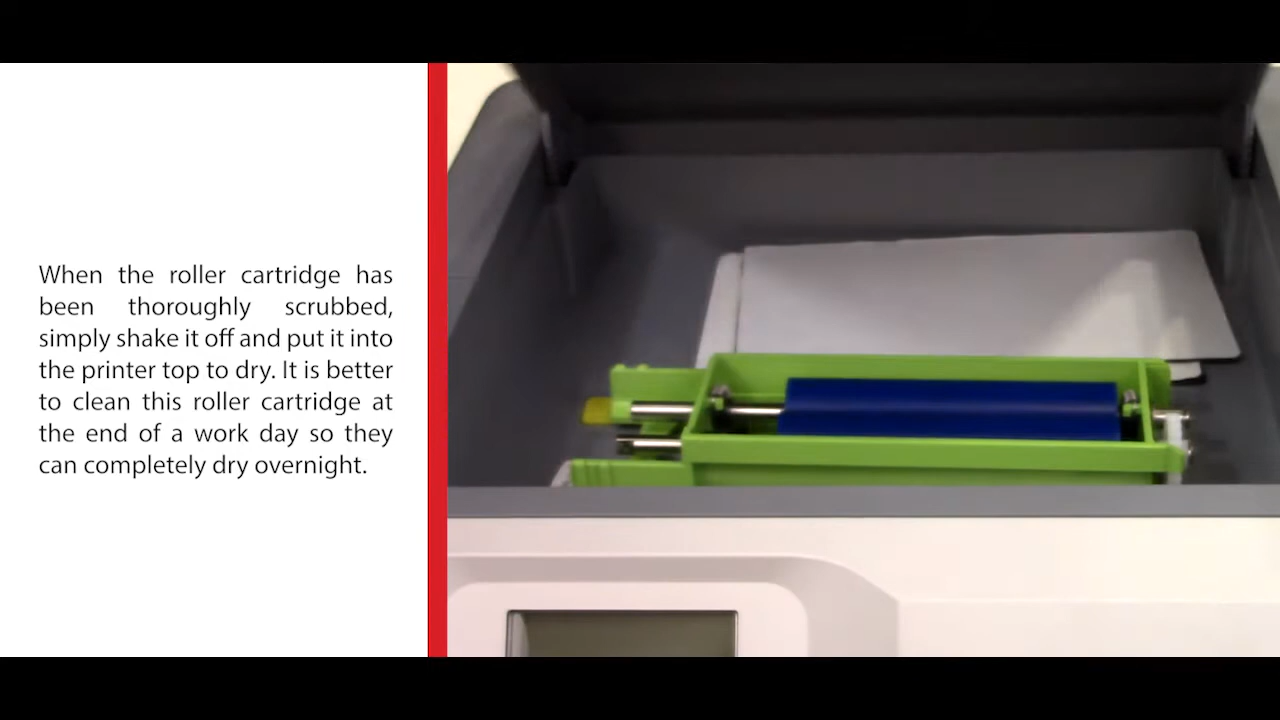 When the roller cartridge has
been thoroughly scrubbed,
simply shake it off and put it into
the printer top to dry. It is better
to clean this roller cartridge at
the end of a work day so they
can completely dry overnight.